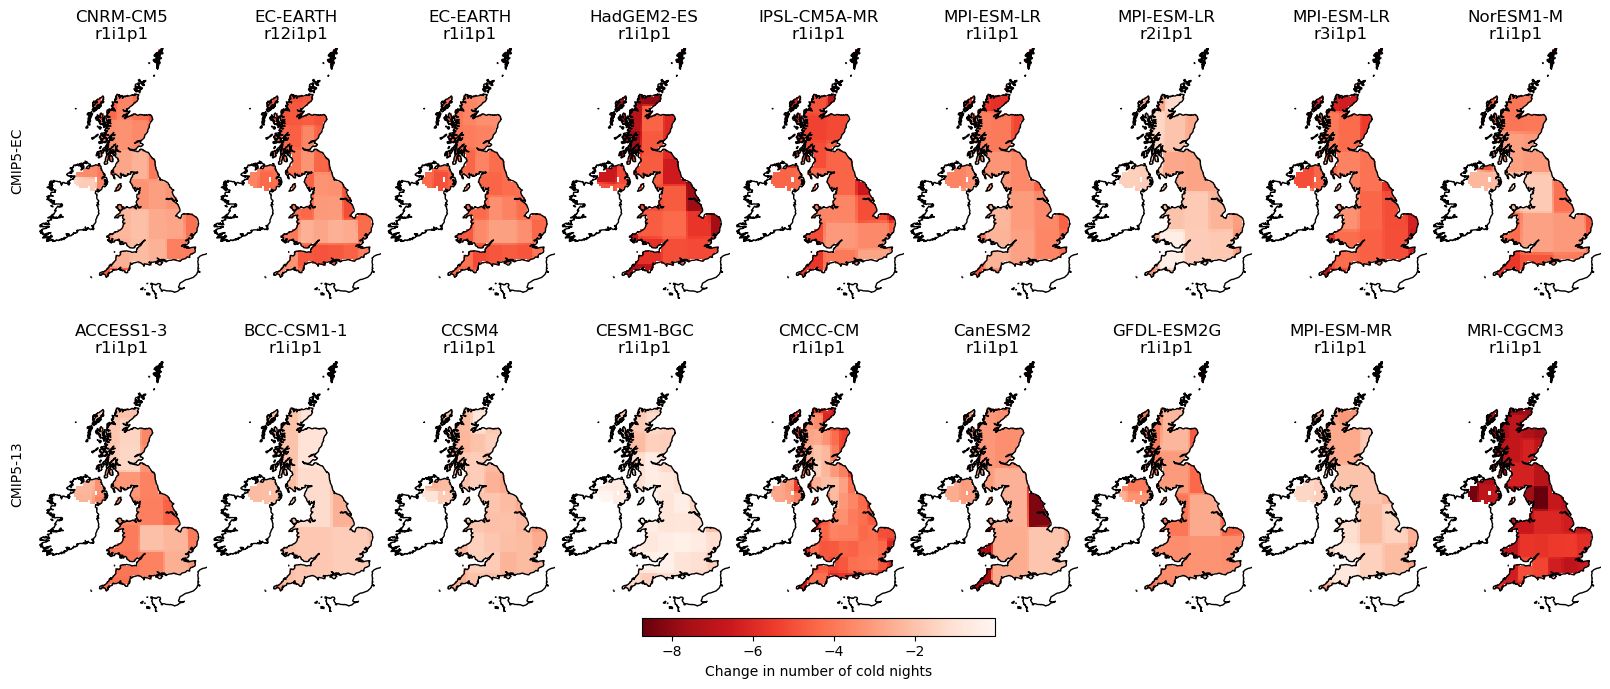 CNRM-CM5
r1i1p1
EC-EARTH
r12i1p1
EC-EARTH
r1i1p1
HadGEM2-ES
r1i1p1
IPSL-CM5A-MR
r1i1p1
MPI-ESM-LR
r1i1p1
MPI-ESM-LR
r2i1p1
MPI-ESM-LR
r3i1p1
NorESM1-M
r1i1p1
CMIP5-EC
ACCESS1-3
r1i1p1
BCC-CSM1-1
r1i1p1
CCSM4
r1i1p1
CESM1-BGC
r1i1p1
CMCC-CM
r1i1p1
CanESM2
r1i1p1
GFDL-ESM2G
r1i1p1
MPI-ESM-MR
r1i1p1
MRI-CGCM3
r1i1p1
CMIP5-13
−8 −6 −4 −2
Change in number of cold nights